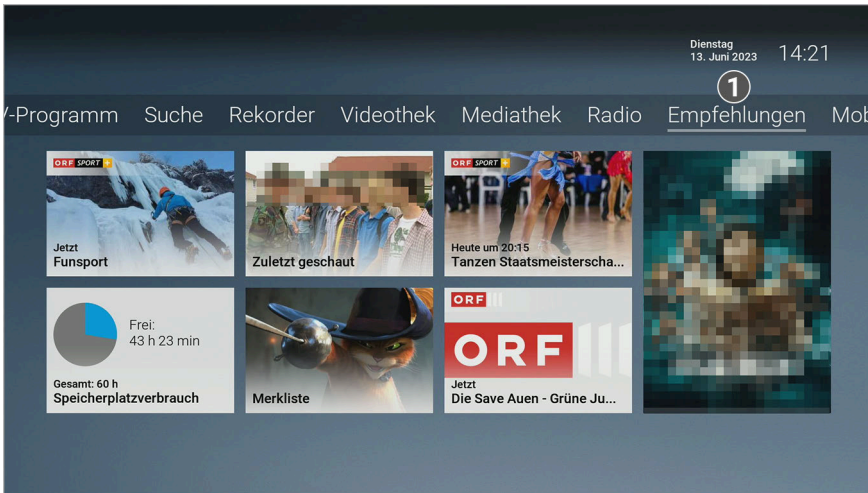 Dienstag
13. Juni 2023
14:21
1
V-Programm Suche Rekorder Videothek Mediathek Radio Empfehlungen Mob
ORF SPORT +
Jetzt
Funsport
Zuletzt geschaut
ORF SPORT +
Heute um 20:15
Tanzen Staatsmeisterscha...
Frei:
43 h 23 min
Gesamt: 60 h
Speicherplatzverbrauch
Merkliste
ORF
ORF
Jetzt
Die Save Auen - Grüne Ju...